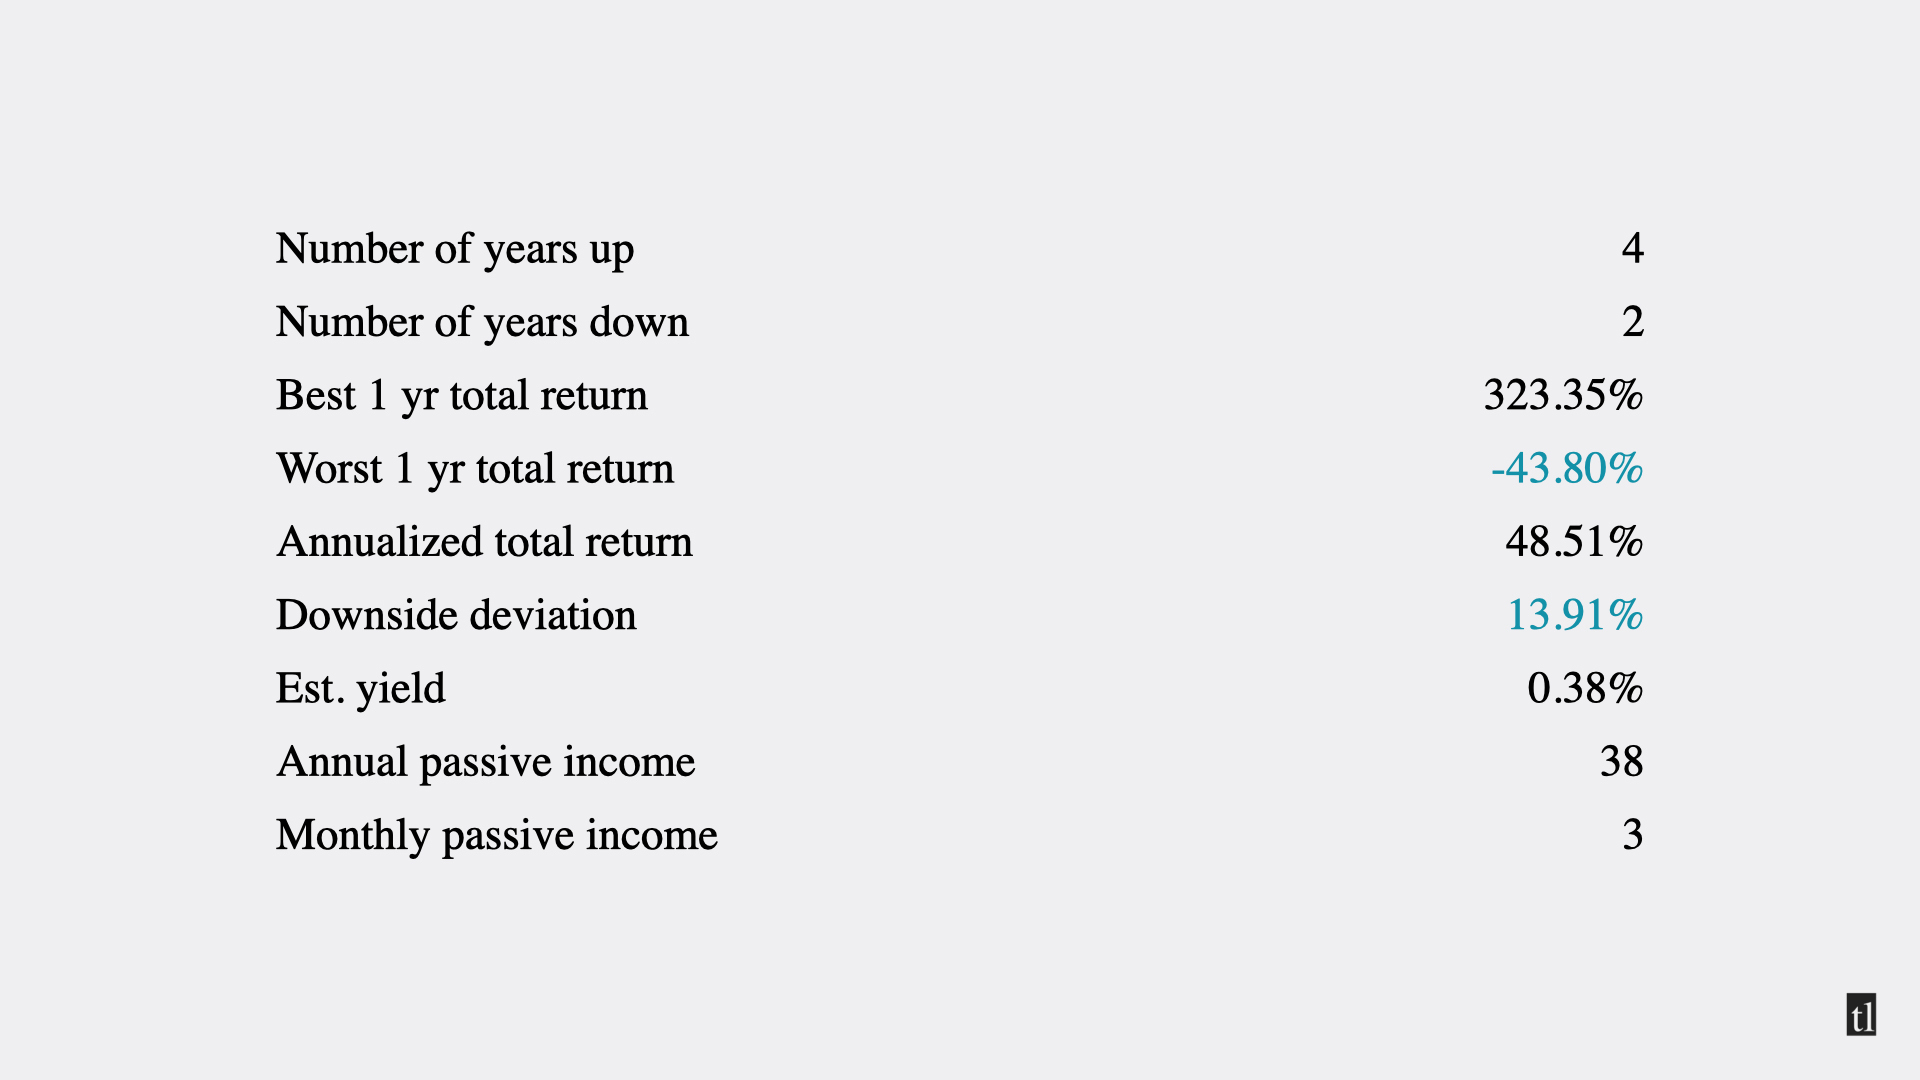 Number of years up 4
Number of years down 2
Best 1 yr total return 323.35%
Worst 1 yr total return -43.80%
Annualized total return 48.51%
Downside deviation 13.91%
Est. yield 0.38%
Annual passive income 38
Monthly passive income 3
tl